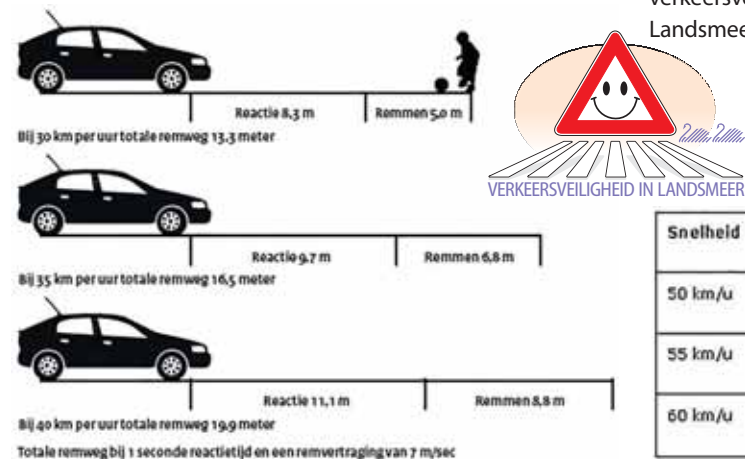 Landsmeer
Reactie 8,3 m
Remmen 5,0 m
Bij 30 km per uur totale remweg 13,3 meter
VERKEERSVEILIGHEID IN LANDSMEER
Reactie 9,7 m
Remmen 6,8 m
Bij 35 km per uur totale remweg 16,5 meter
Snelheid
50 km/u
55 km/u
60 km/u
Reactie 11,1 m
Remmen 8,8 m
Bij 40 km per uur totale remweg 19,9 meter
Totale remweg bij 1 seconde reactietijd en een remvertraging van 7 m/sec